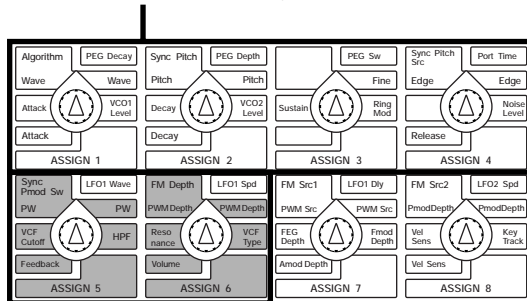 Algorithm PEG Decay Sync Pitch PEG Depth PEG Sw Sync Pitch Src Port Time
Wave Wave Pitch Pitch Fine Edge Edge
Attack VCO1 Level Decay VCO2 Level Sustain Ring Mod Noise Level
Attack Decay Release
ASSIGN 1 ASSIGN 2 ASSIGN 3 ASSIGN 4
Sync Pmod Sw LFO1 Wave FM Depth LFO1 Spd FM Src1 LFO1 Dly FM Src2 LFO2 Spd
PW PW PWM Depth PWM Depth PWM Src PWM Src PmodDepth PmodDepth
VCF Cutoff HPF Reso nance VCF Type FEG Depth Fmod Depth Vel Sens Key Track
Feedback Volume Amod Depth Vel Sens
ASSIGN 5 ASSIGN 6 ASSIGN 7 ASSIGN 8